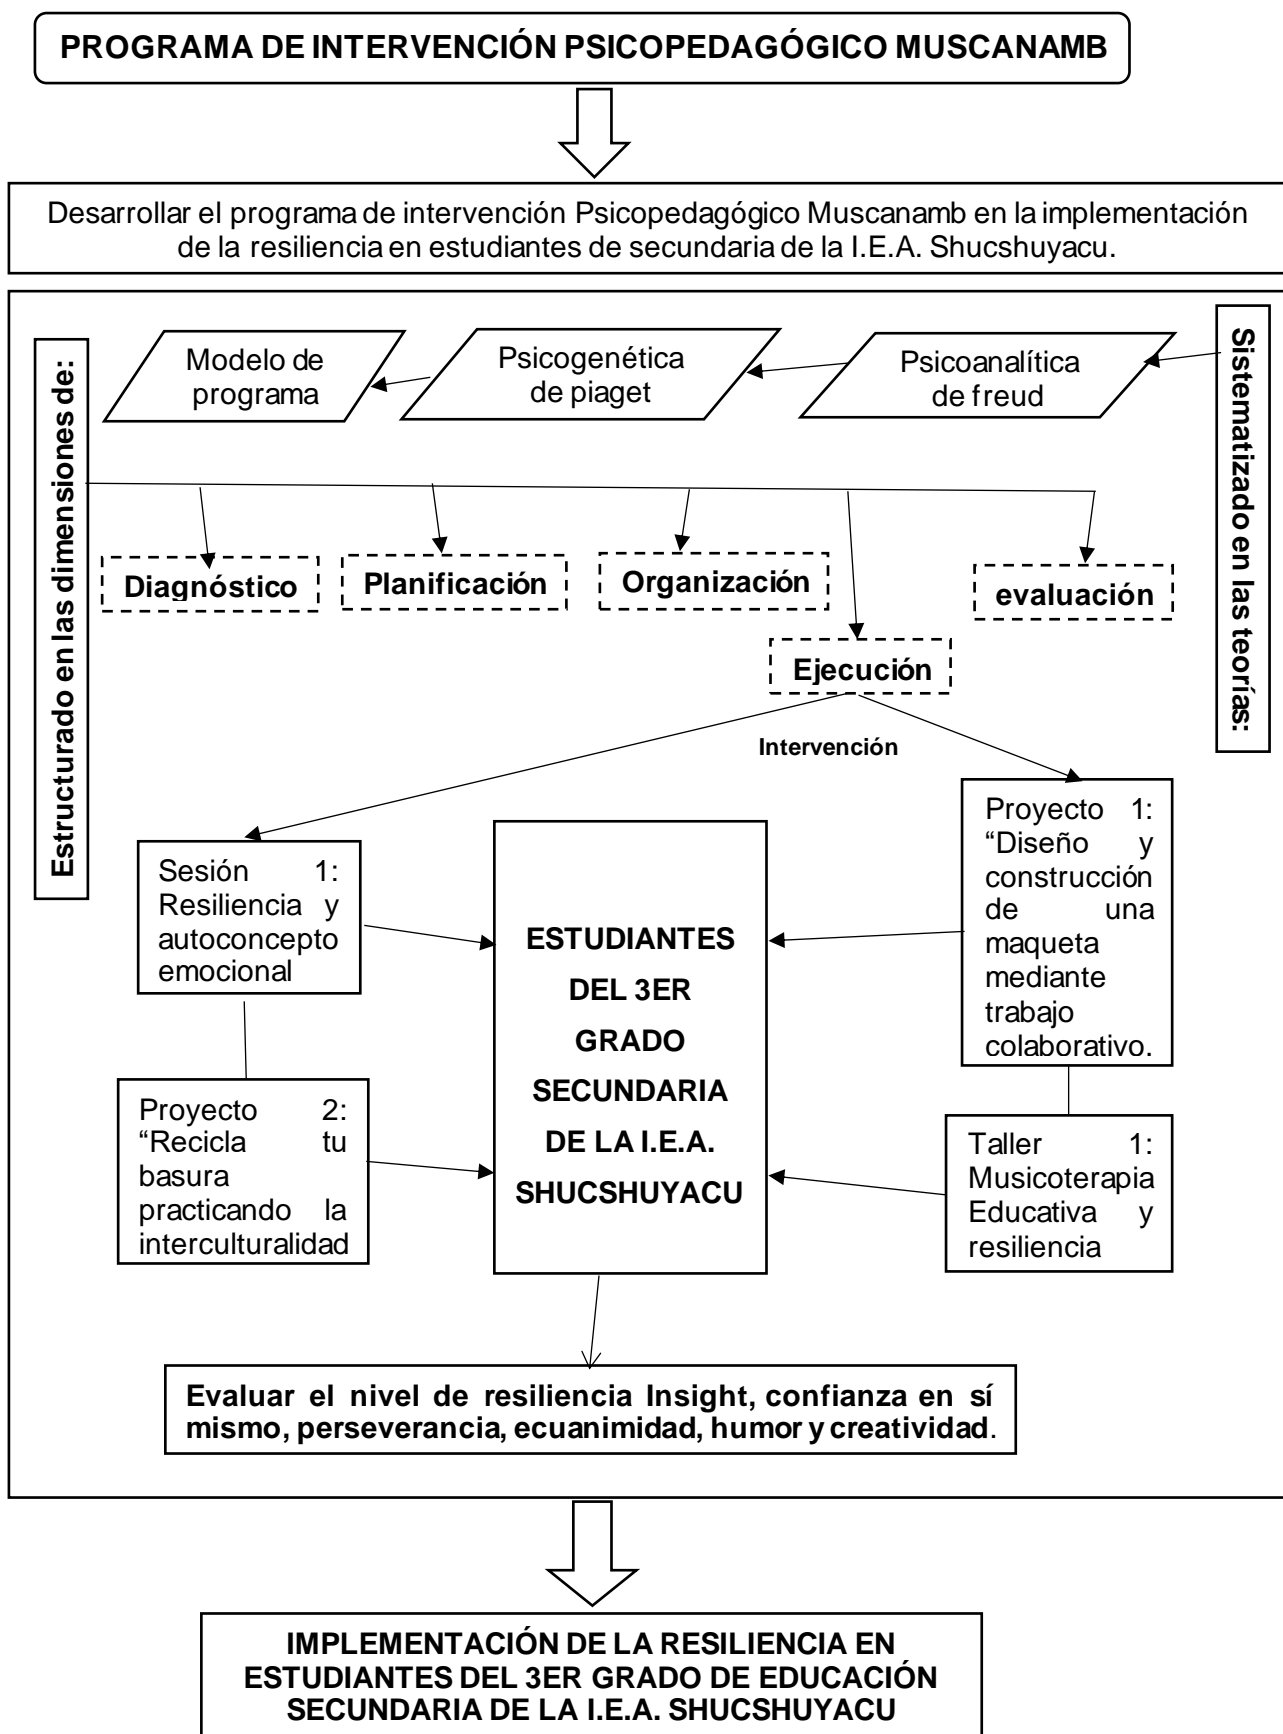 PROGRAMA DE INTERVENCIÓN PSICOPEDAGÓGICO MUSCANAMB
Desarrollar el programa de intervención Psicopedagógico Muscanamb en la implementación
de la resiliencia en estudiantes de secundaria de la I.E.A. Shucshuyacu.
Estructurado en las dimensiones de:
Modelo de
programa
Psicogenética
de piaget
Psicoanalítica
de freud
Sistematizado en las teorías:
Diagnóstico
Planificación
Organización
evaluación
Ejecución
Intervención
Sesión 1:
Resiliencia y
autoconcepto
emocional
Proyecto 2:
“Recicla tu
basura
practicando la
interculturalidad
ESTUDIANTES
DEL 3ER
GRADO
SECUNDARIA
DE LA I.E.A.
SHUCSHUYACU
Proyecto 1:
“Diseño y
construcción
de una
maqueta
mediante
trabajo
colaborativo.
Taller 1:
Musicoterapia
Educativa y
resiliencia
Evaluar el nivel de resiliencia Insight, confianza en sí
mismo, perseverancia, ecuanimidad, humor y creatividad.
IMPLEMENTACIÓN DE LA RESILIENCIA EN
ESTUDIANTES DEL 3ER GRADO DE EDUCACIÓN
SECUNDARIA DE LA I.E.A. SHUCSHUYACU